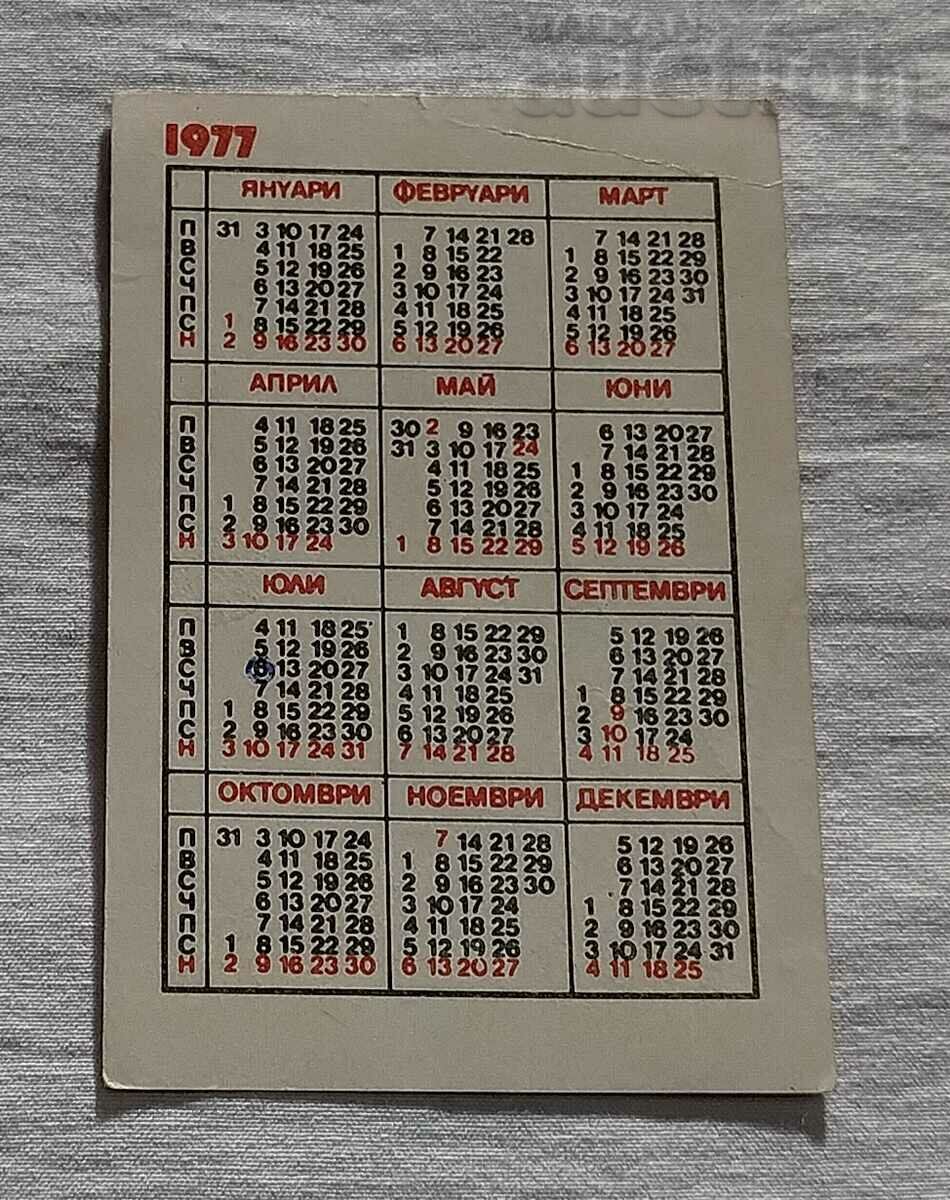 1977
ЯНУАРИ ФЕВРУАРИ МАРТ
П 31 3 10 17 24 7 14 21 28 7 14 21 28
В 4 11 18 25 1 8 15 22 1 8 15 22 29
С 5 12 19 26 2 9 16 23 2 9 16 23 30
Ч 6 13 20 27 3 10 17 24 3 10 17 24 31
П 7 14 21 28 4 11 18 25 4 11 18 25
С 1 8 15 22 29 5 12 19 26 5 12 19 26
Н 2 9 16 23 30 6 13 20 27 6 13 20 27
АПРИЛ МАЙ ЮНИ
П 4 11 18 25 30 2 9 16 23 6 13 20 27
В 5 12 19 26 31 3 10 17 24 7 14 21 28
С 6 13 20 27 4 11 18 25 1 8 15 22 29
Ч 7 14 21 28 5 12 19 26 2 9 16 23 30
П 1 8 15 22 29 6 13 20 27 3 10 17 24
С 2 9 16 23 30 7 14 21 28 4 11 18 25
Н 3 10 17 24 1 8 15 22 29 5 12 19 26
ЮЛИ АВГУСТ СЕПТЕМВРИ
П 4 11 18 25 1 8 15 22 29 5 12 19 26
В 5 12 19 26 2 9 16 23 30 6 13 20 27
С 6 13 20 27 3 10 17 24 31 7 14 21 28
Ч 7 14 21 28 4 11 18 25 1 8 15 22 29
П 1 8 15 22 29 5 12 19 26 2 9 16 23 30
С 2 9 16 23 30 6 13 20 27 3 10 17 24
Н 3 10 17 24 31 7 14 21 28 4 11 18 25
ОКТОМВРИ НОЕМВРИ ДЕКЕМВРИ
П 31 3 10 17 24 7 14 21 28 5 12 19 26
В 4 11 18 25 1 8 15 22 29 6 13 20 27
С 5 12 19 26 2 9 16 23 30 7 14 21 28
Ч 6 13 20 27 3 10 17 24 1 8 15 22 29
П 7 14 21 28 4 11 18 25 2 9 16 23 30
С 1 8 15 22 29 5 12 19 26 3 10 17 24 31
Н 2 9 16 23 30 6 13 20 27 4 11 18 25